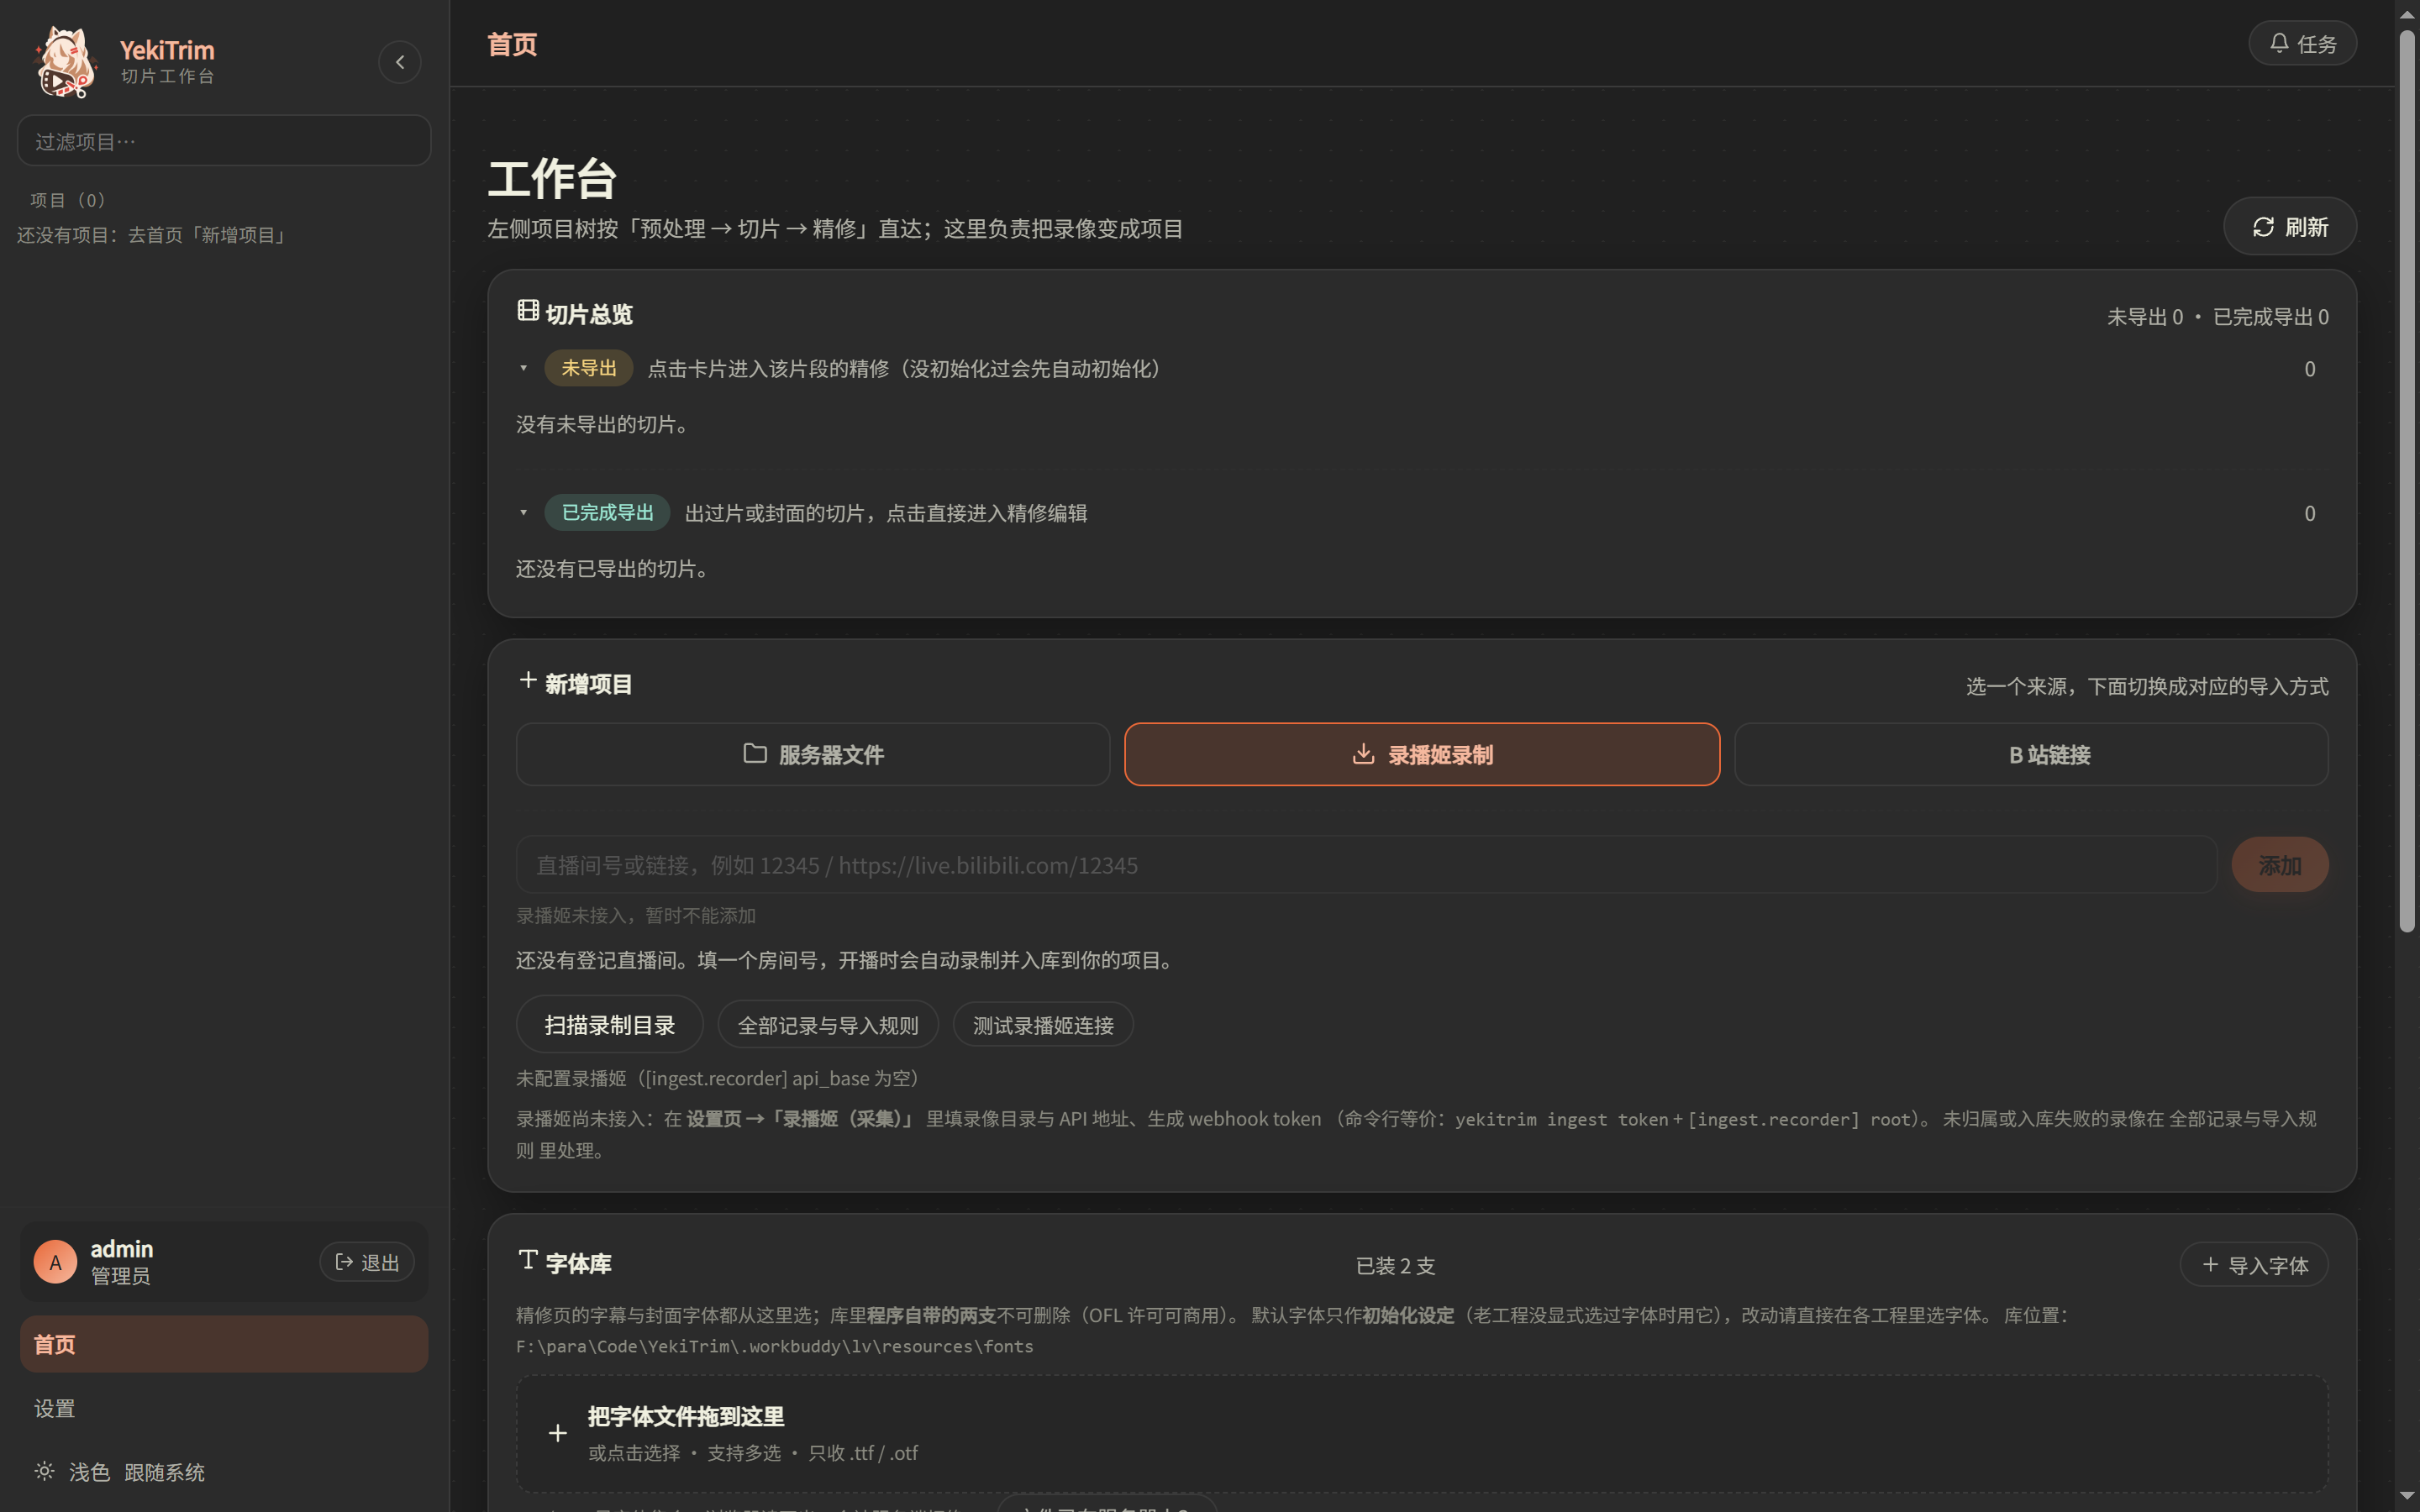 YekiTrim
切片工作台
过滤项目…
项目（0）
还没有项目：去首页「新增项目」
admin
A
管理员
退出
首页
设置
浅色 跟随系统
首页
任务
工作台
左侧项目树按「预处理 → 切片 → 精修」直达；这里负责把录像变成项目
刷新
切片总览
未导出 0 · 已完成导出 0
未导出 点击卡片进入该片段的精修（没初始化过会先自动初始化） 0
没有未导出的切片。
已完成导出 出过片或封面的切片，点击直接进入精修编辑 0
还没有已导出的切片。
新增项目
选一个来源，下面切换成对应的导入方式
服务器文件
录播姬录制
B 站链接
直播间号或链接，例如 12345 / https://live.bilibili.com/12345
添加
录播姬未接入，暂时不能添加
还没有登记直播间。填一个房间号，开播时会自动录制并入库到你的项目。
扫描录制目录
全部记录与导入规则
测试录播姬连接
未配置录播姬（[ingest.recorder] api_base 为空）
录播姬尚未接入：在 设置页 →「录播姬（采集）」 里填录像目录与 API 地址、生成 webhook token （命令行等价：yekitrim ingest token + [ingest.recorder] root）。 未归属或入库失败的录像在 全部记录与导入规
则 里处理。
字体库
已装 2 支
导入字体
精修页的字幕与封面字体都从这里选；库里程序自带的两支不可删除（OFL 许可可商用）。 默认字体只作初始化设定（老工程没显式选过字体时用它），改动请直接在各工程里选字体。 库位置：
F:\para\Code\YekiTrim\.workbuddy\lv\resources\fonts
把字体文件拖到这里
或点击选择 · 支持多选 · 只收 .ttf / .otf